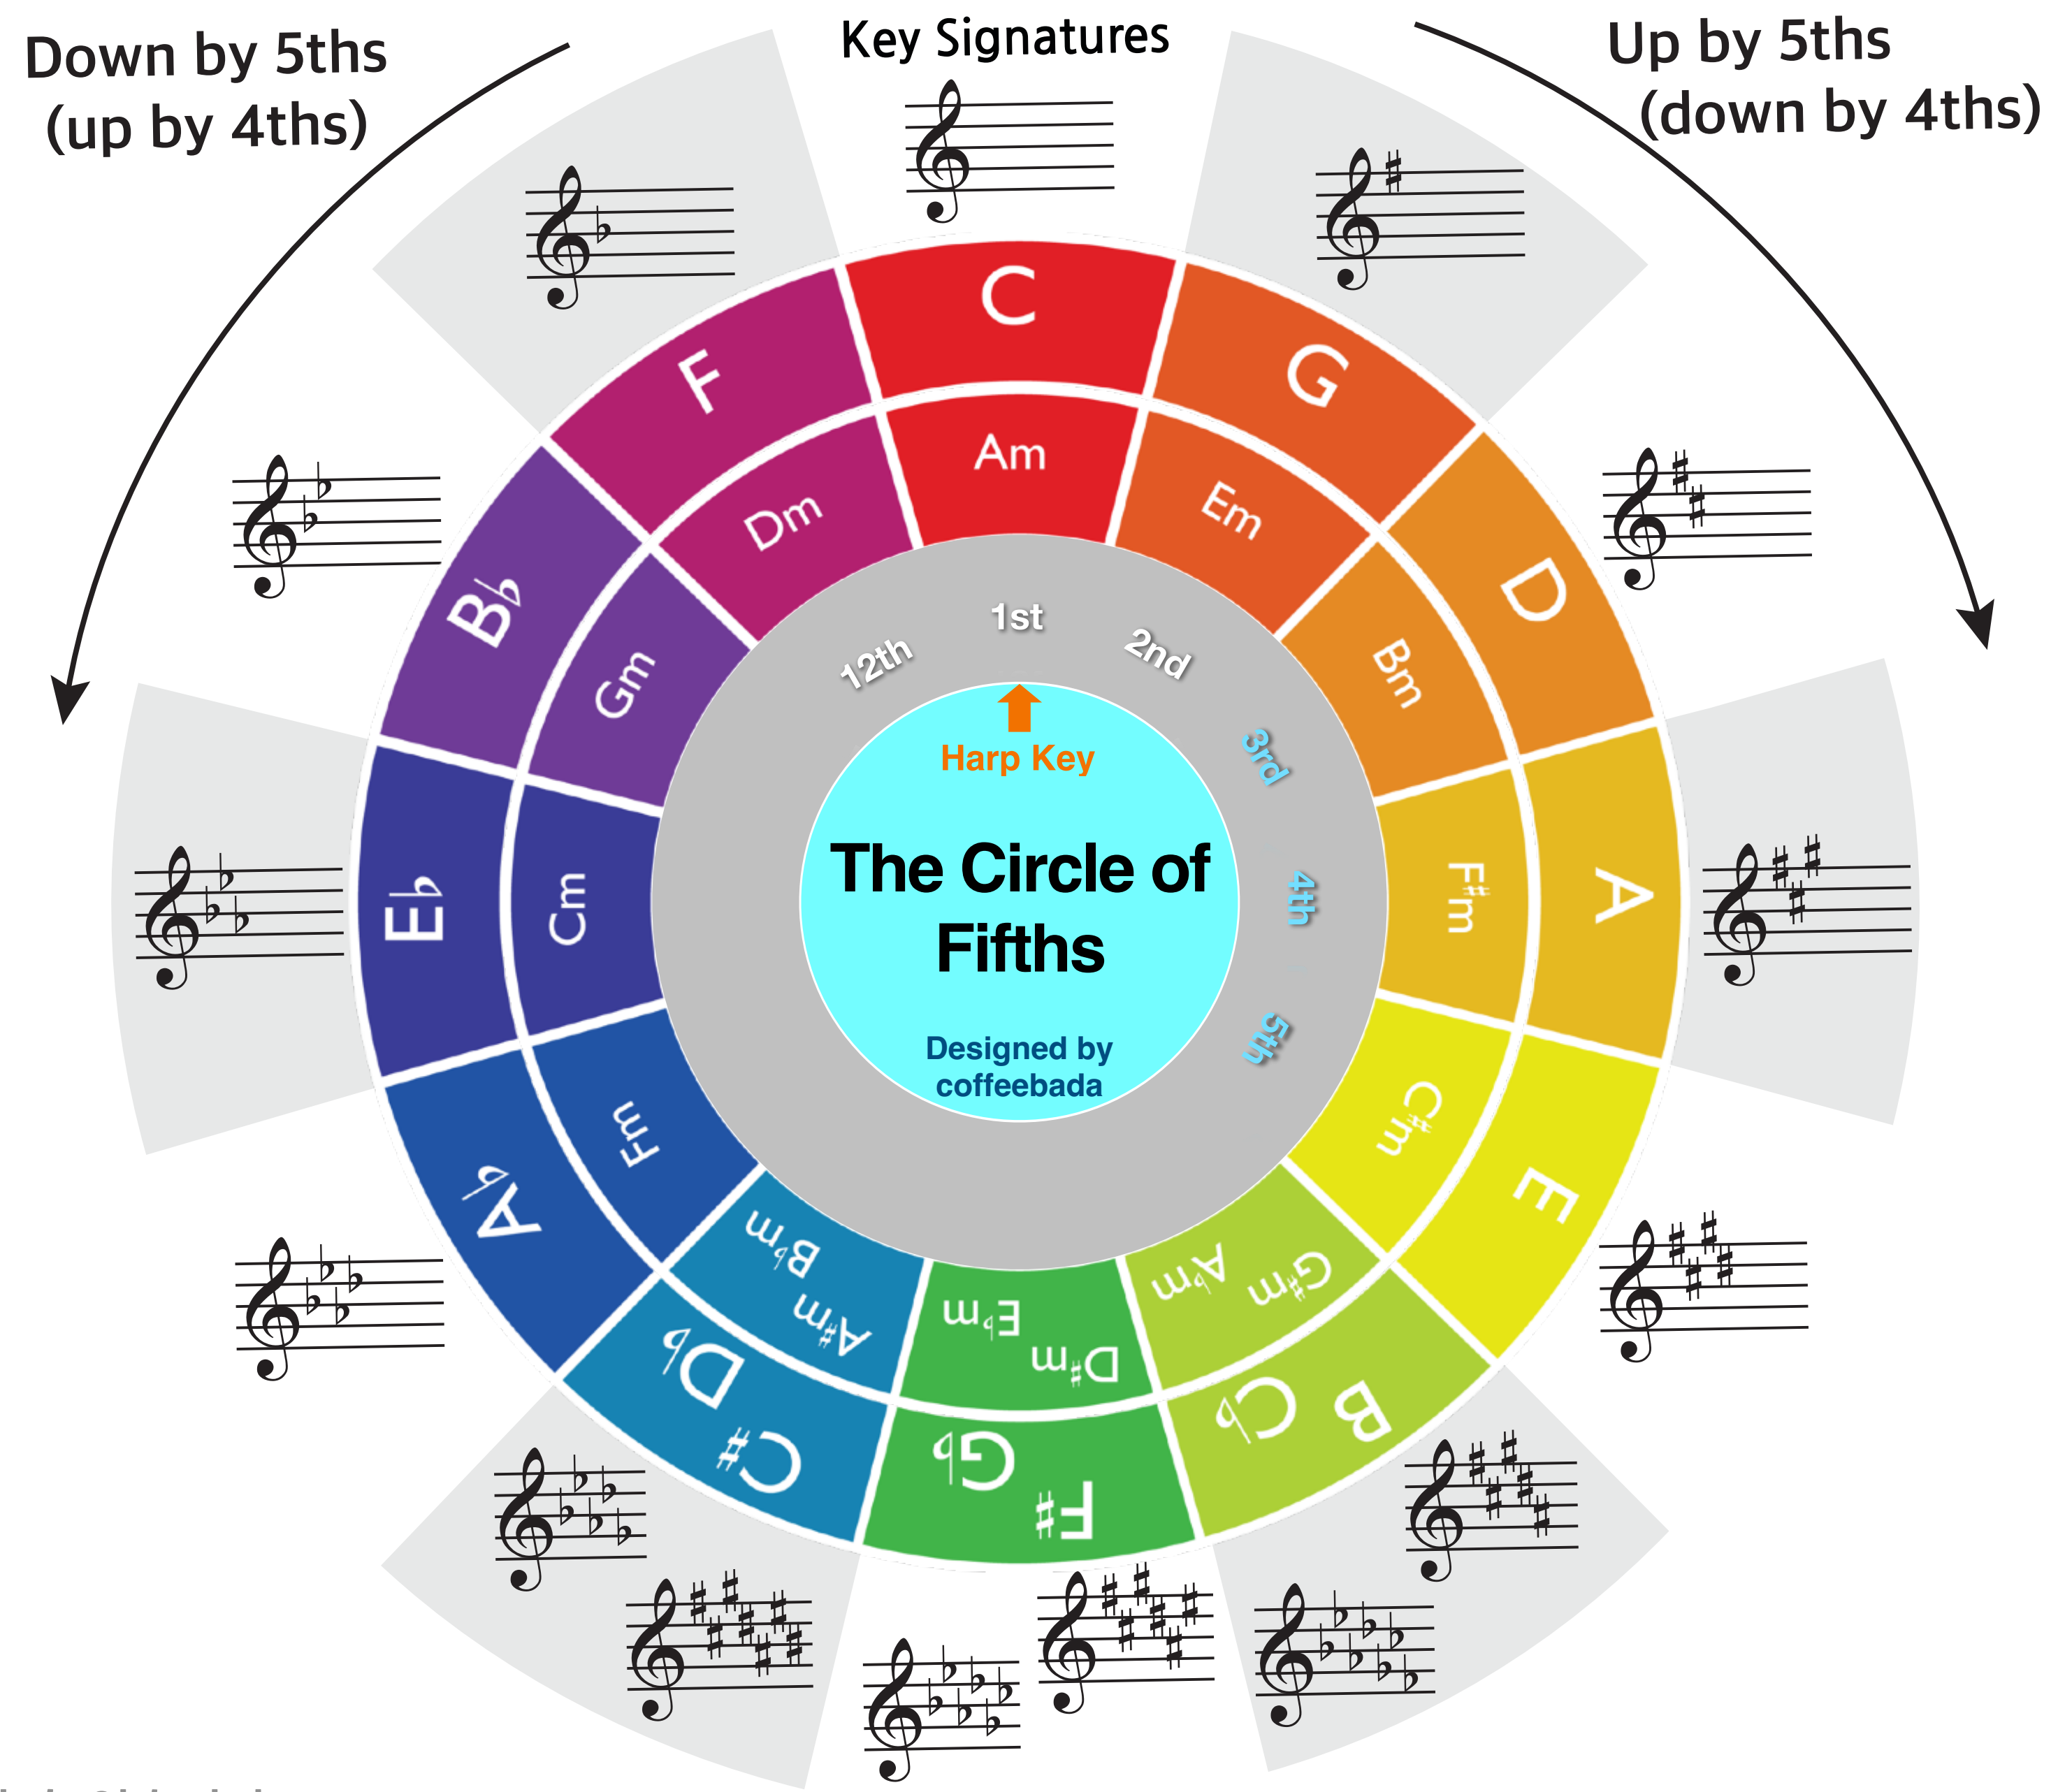 Key Signatures
Down by 5ths
(up by 4ths)
Up by 5ths
(down by 4ths)
C
G
D
A
E
B
C♭
F♯
G♭
C♯
D♭
A♭
E♭
B♭
F
Am
Em
Bm
F♯m
C♯m
G♯m
A♭m
D♯m
E♭m
A♯m
B♭m
Fm
Cm
Gm
Dm
12th
1st
2nd
3rd
4th
5th
Harp Key
The Circle of
Fifths
Designed by
coffeebada